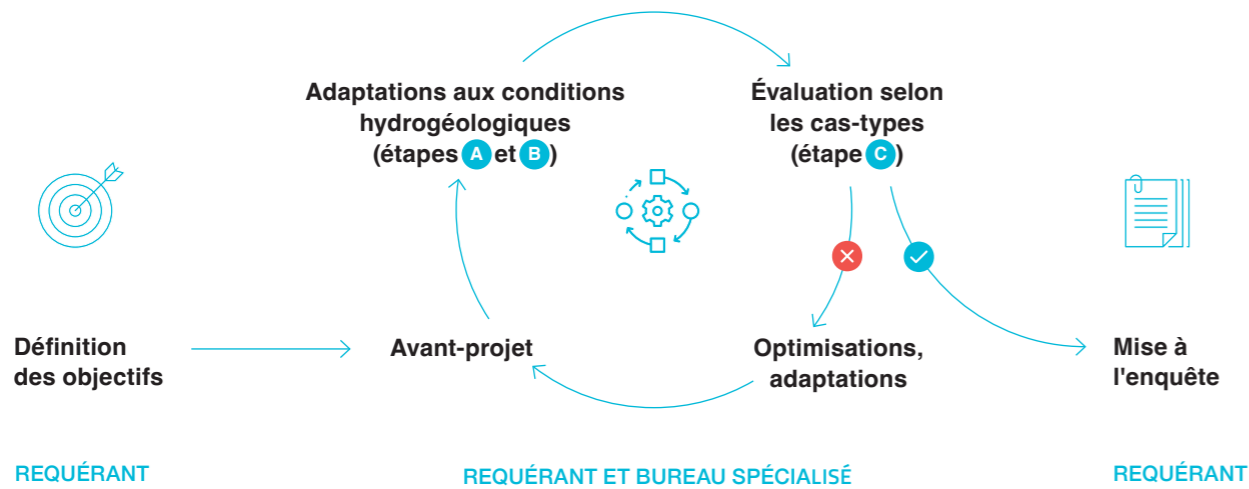 Adaptations aux conditions
hydrogéologiques
(étapes A et B)
Évaluation selon
les cas-types
(étape C)
Définition
des objectifs
Avant-projet
Optimisations,
adaptations
Mise à
l'enquête
REQUÉRANT
REQUÉRANT ET BUREAU SPÉCIALISÉ
REQUÉRANT